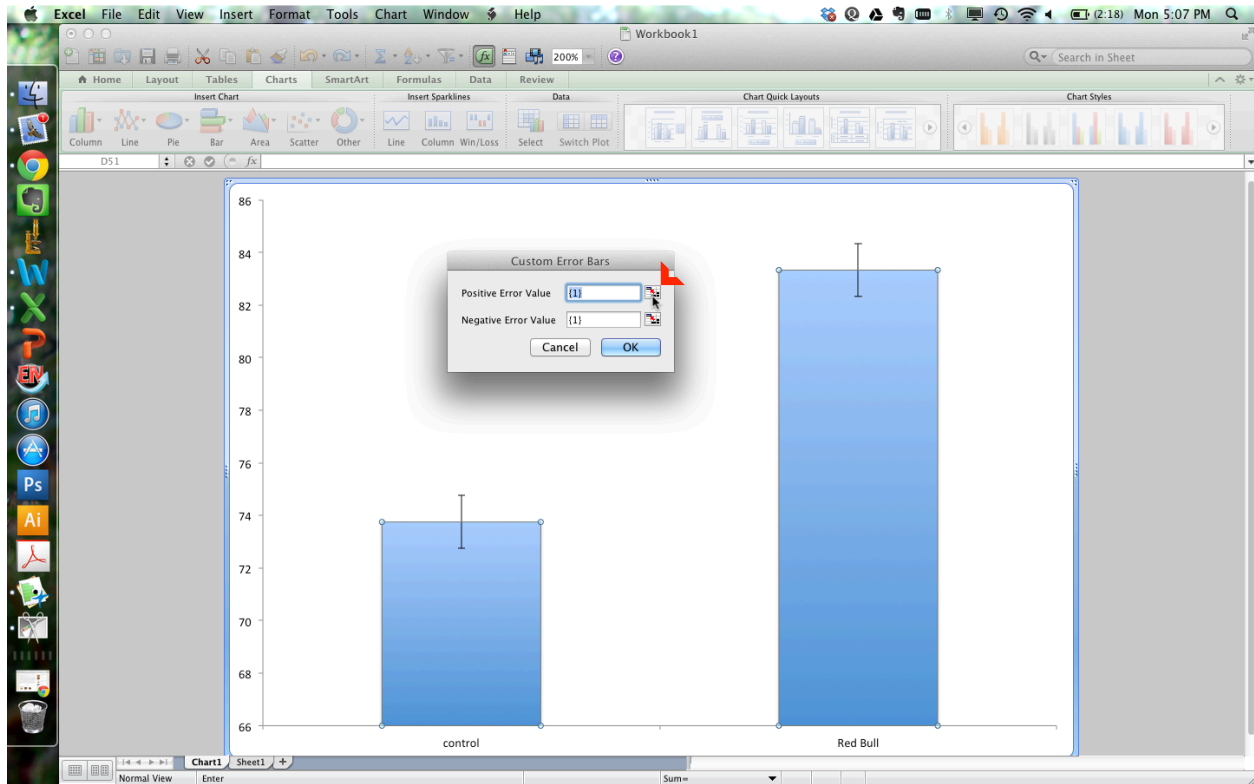 Excel File Edit View Insert Format Tools Chart Window Help (2:18) Mon 5:07 PM
Workbook1
200%
Search in Sheet
Home Layout Tables Charts SmartArt Formulas Data Review
Insert Chart Insert Sparklines Data Chart Quick Layouts Chart Styles
Column Line Pie Bar Area Scatter Other Line Column Win/Loss Select Switch Plot
D51 fx
86
84
82
80
78
76
74
72
70
68
66
control Red Bull
Custom Error Bars
Positive Error Value {1}
Negative Error Value {1}
Cancel OK
Ps
Ai
Chart1 Sheet1 +
Normal View Enter Sum=